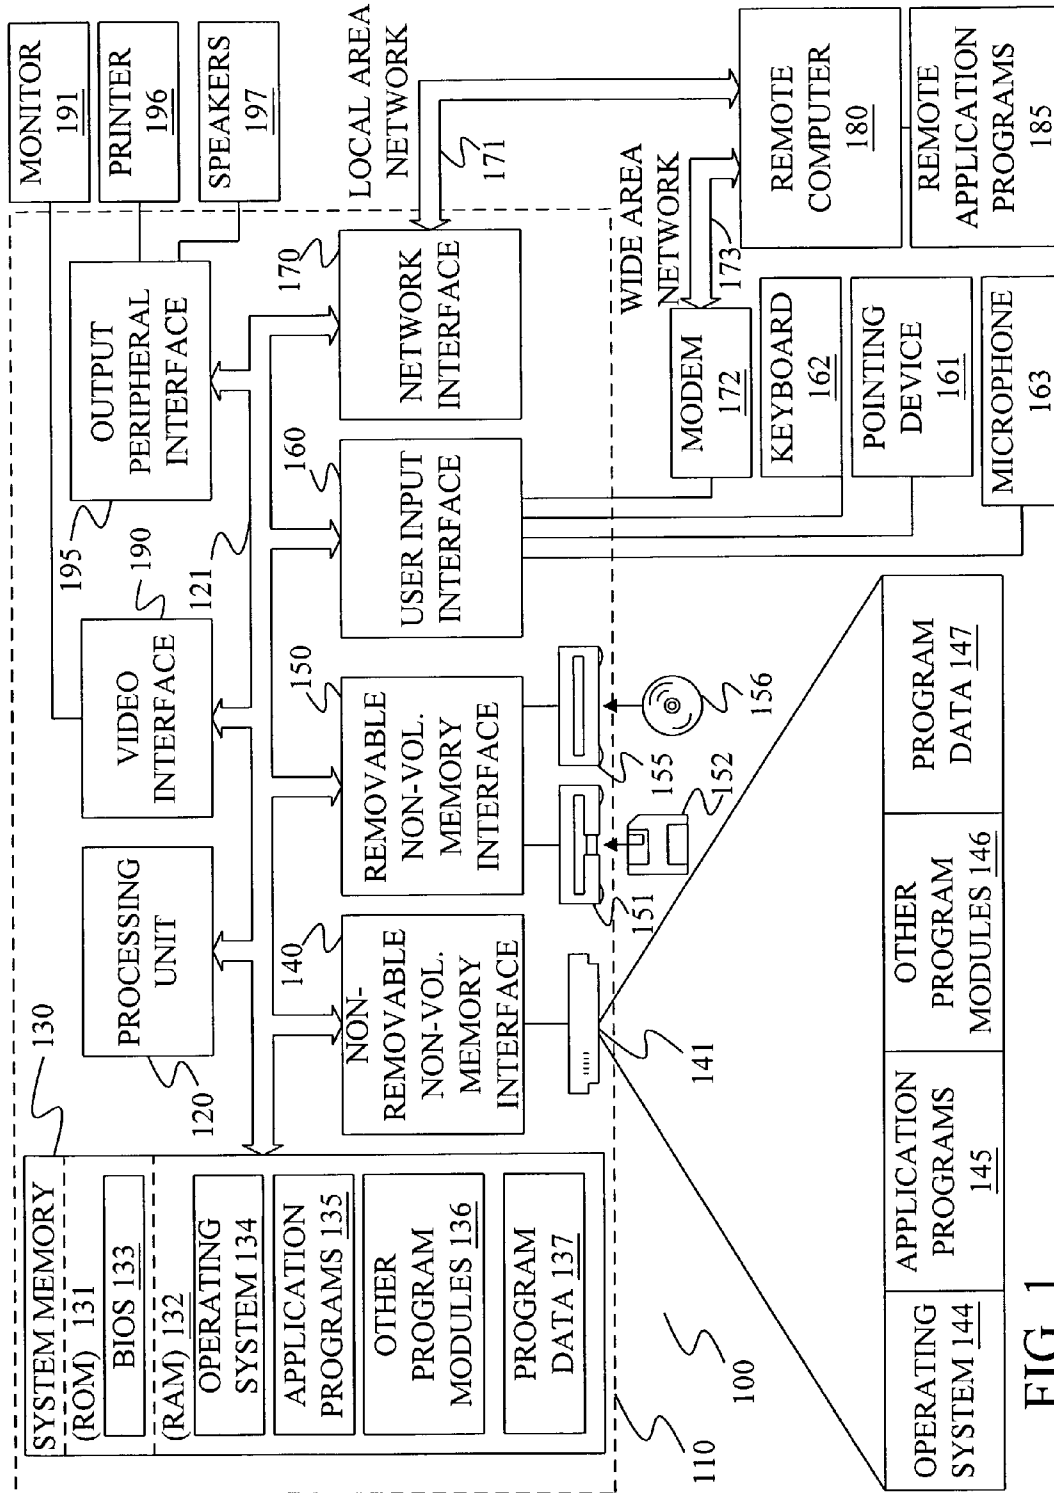 SYSTEM MEMORY
(ROM) 131
BIOS 133
(RAM) 132
OPERATING
SYSTEM 134
APPLICATION
PROGRAMS 135
OTHER
PROGRAM
MODULES 136
PROGRAM
DATA 137
130
PROCESSING
UNIT
120
VIDEO
INTERFACE
190
OUTPUT
PERIPHERAL
INTERFACE
195
121
MONITOR
191
PRINTER
196
SPEAKERS
197
NON-
REMOVABLE
NON-VOL.
MEMORY
INTERFACE
140
REMOVABLE
NON-VOL.
MEMORY
INTERFACE
150
USER INPUT
INTERFACE
160
NETWORK
INTERFACE
170
LOCAL AREA
NETWORK
171
141
151
152
155
156
WIDE AREA
NETWORK
173
MODEM
172
KEYBOARD
162
POINTING
DEVICE
161
MICROPHONE
163
REMOTE
COMPUTER
180
REMOTE
APPLICATION
PROGRAMS
185
110
100
OPERATING
SYSTEM 144
APPLICATION
PROGRAMS
145
OTHER
PROGRAM
MODULES 146
PROGRAM
DATA 147
FIG. 1